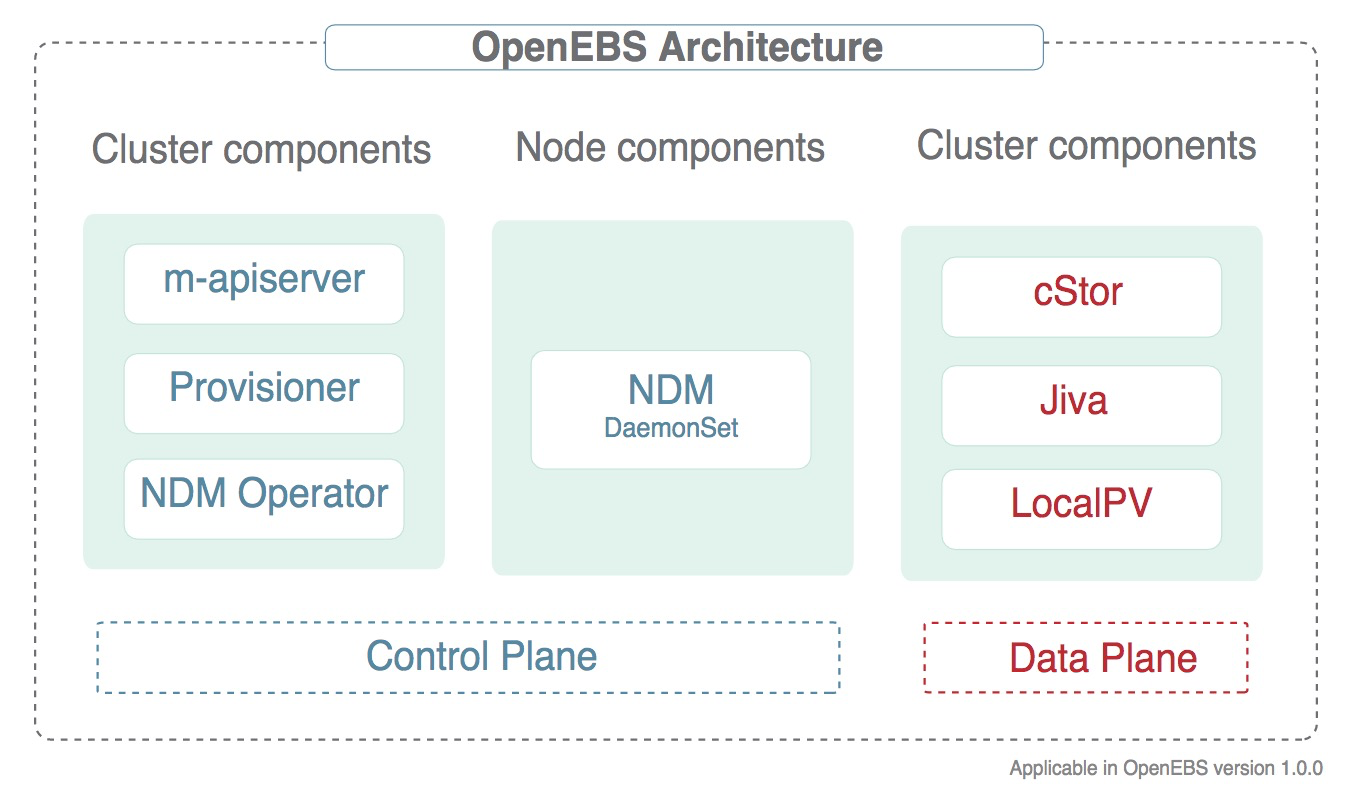 OpenEBS Architecture
Cluster components
Node components
Cluster components
m-apiserver
Provisioner
NDM Operator
NDM
DaemonSet
cStor
Jiva
LocalPV
Control Plane
Data Plane
Applicable in OpenEBS version 1.0.0